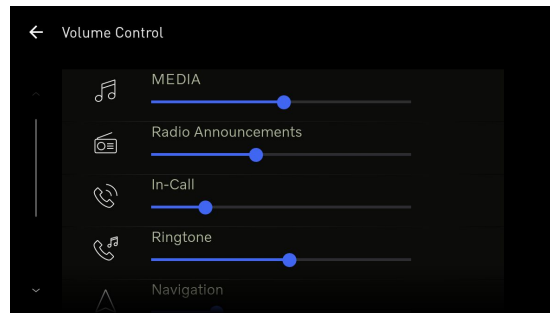 Volume Control
MEDIA
Radio Announcements
In-Call
Ringtone
Navigation